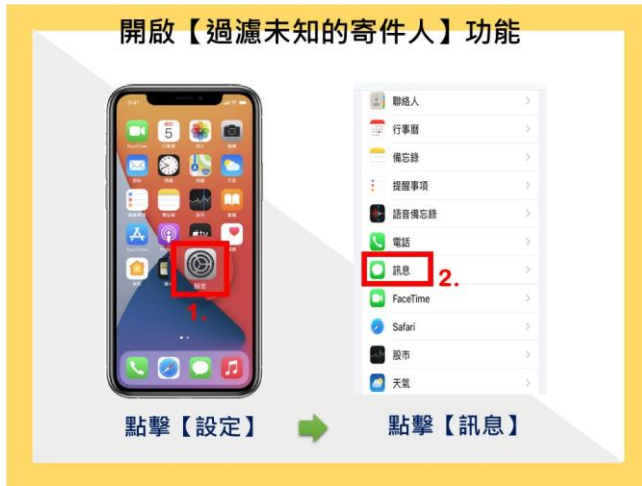 開啟【過濾未知的寄件人】功能
5
設定
1.
聯絡人
行事曆
備忘錄
提醒事項
語音備忘錄
電話
訊息
2.
FaceTime
Safari
股市
天氣
點擊【設定】
點擊【訊息】